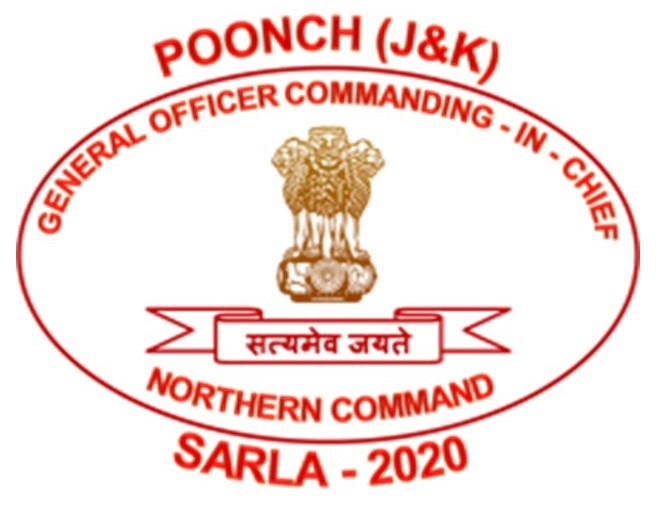 POONCH (J&K)
GENERAL OFFICER COMMANDING - IN - CHIEF
सत्यमेव जयते
NORTHERN COMMAND
SARLA - 2020